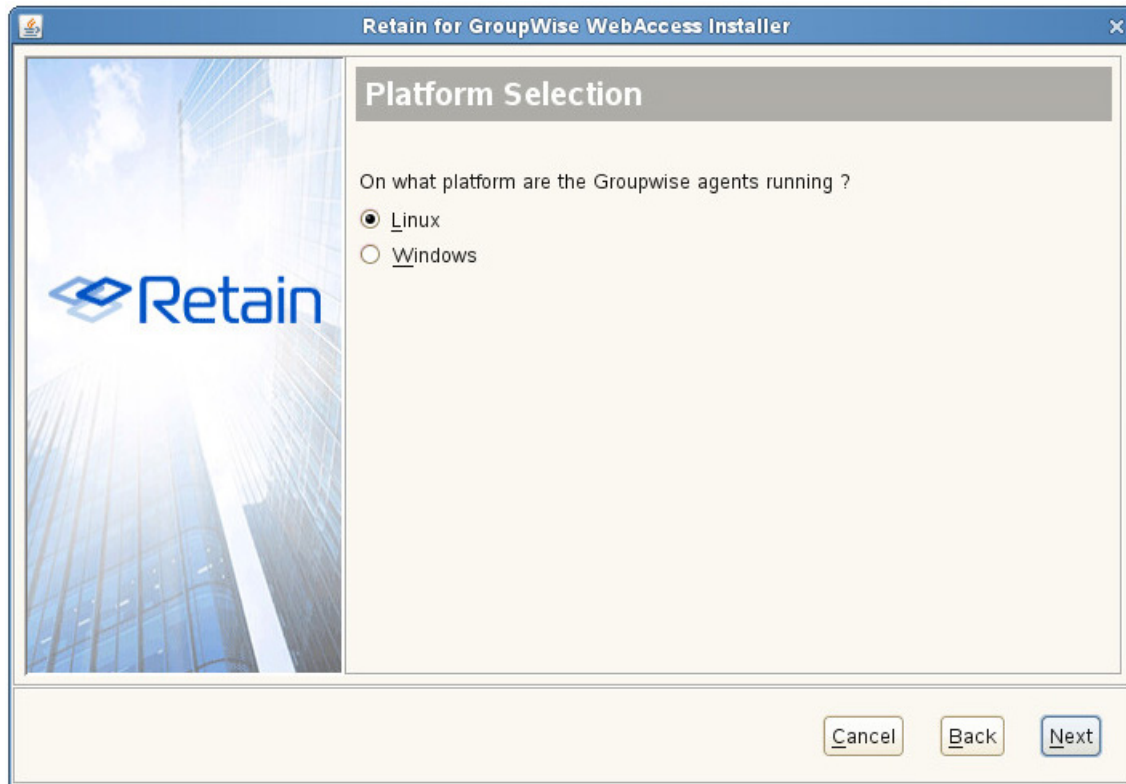 Retain for GroupWise WebAccess Installer
Platform Selection
On what platform are the Groupwise agents running ?
Linux
Windows
Retain
Cancel
Back
Next